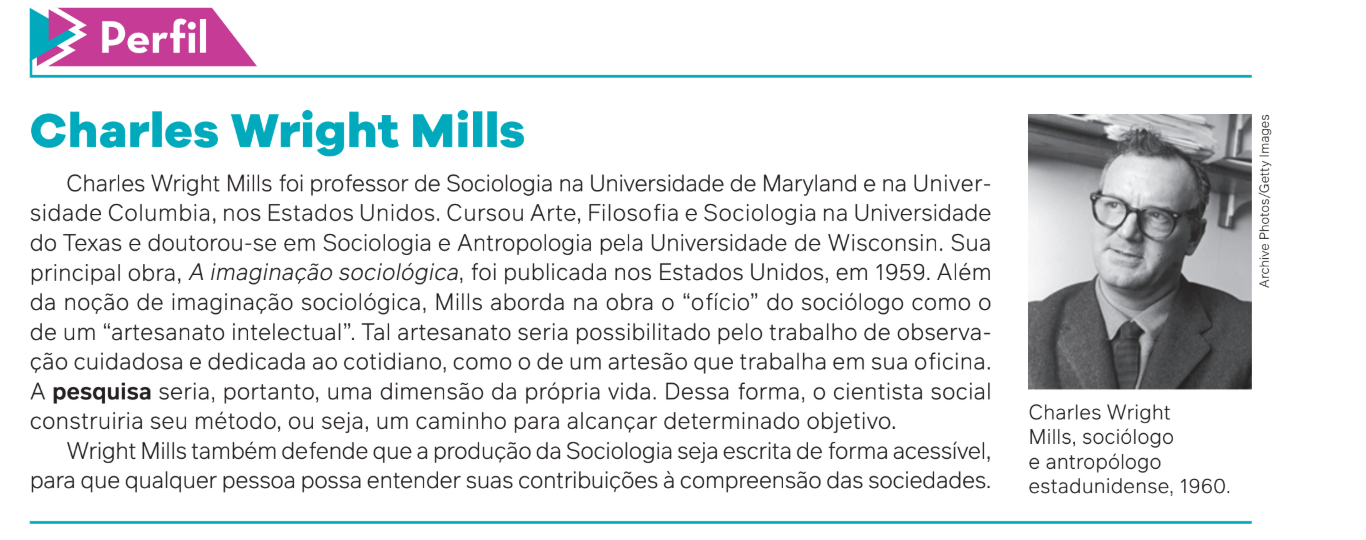 Perfil
Charles Wright Mills
Charles Wright Mills foi professor de Sociologia na Universidade de Maryland e na Univer-
sidade Columbia, nos Estados Unidos. Cursou Arte, Filosofia e Sociologia na Universidade
do Texas e doutorou-se em Sociologia e Antropologia pela Universidade de Wisconsin. Sua
principal obra, A imaginação sociológica, foi publicada nos Estados Unidos, em 1959. Além
da noção de imaginação sociológica, Mills aborda na obra o “ofício” do sociólogo como o
de um “artesanato intelectual”. Tal artesanato seria possibilitado pelo trabalho de observa-
ção cuidadosa e dedicada ao cotidiano, como o de um artesão que trabalha em sua oficina.
A pesquisa seria, portanto, uma dimensão da própria vida. Dessa forma, o cientista social
construiria seu método, ou seja, um caminho para alcançar determinado objetivo.
Wright Mills também defende que a produção da Sociologia seja escrita de forma acessível,
para que qualquer pessoa possa entender suas contribuições à compreensão das sociedades.
Archive Photos/Getty Images
Charles Wright
Mills, sociólogo
e antropólogo
estadunidense, 1960.